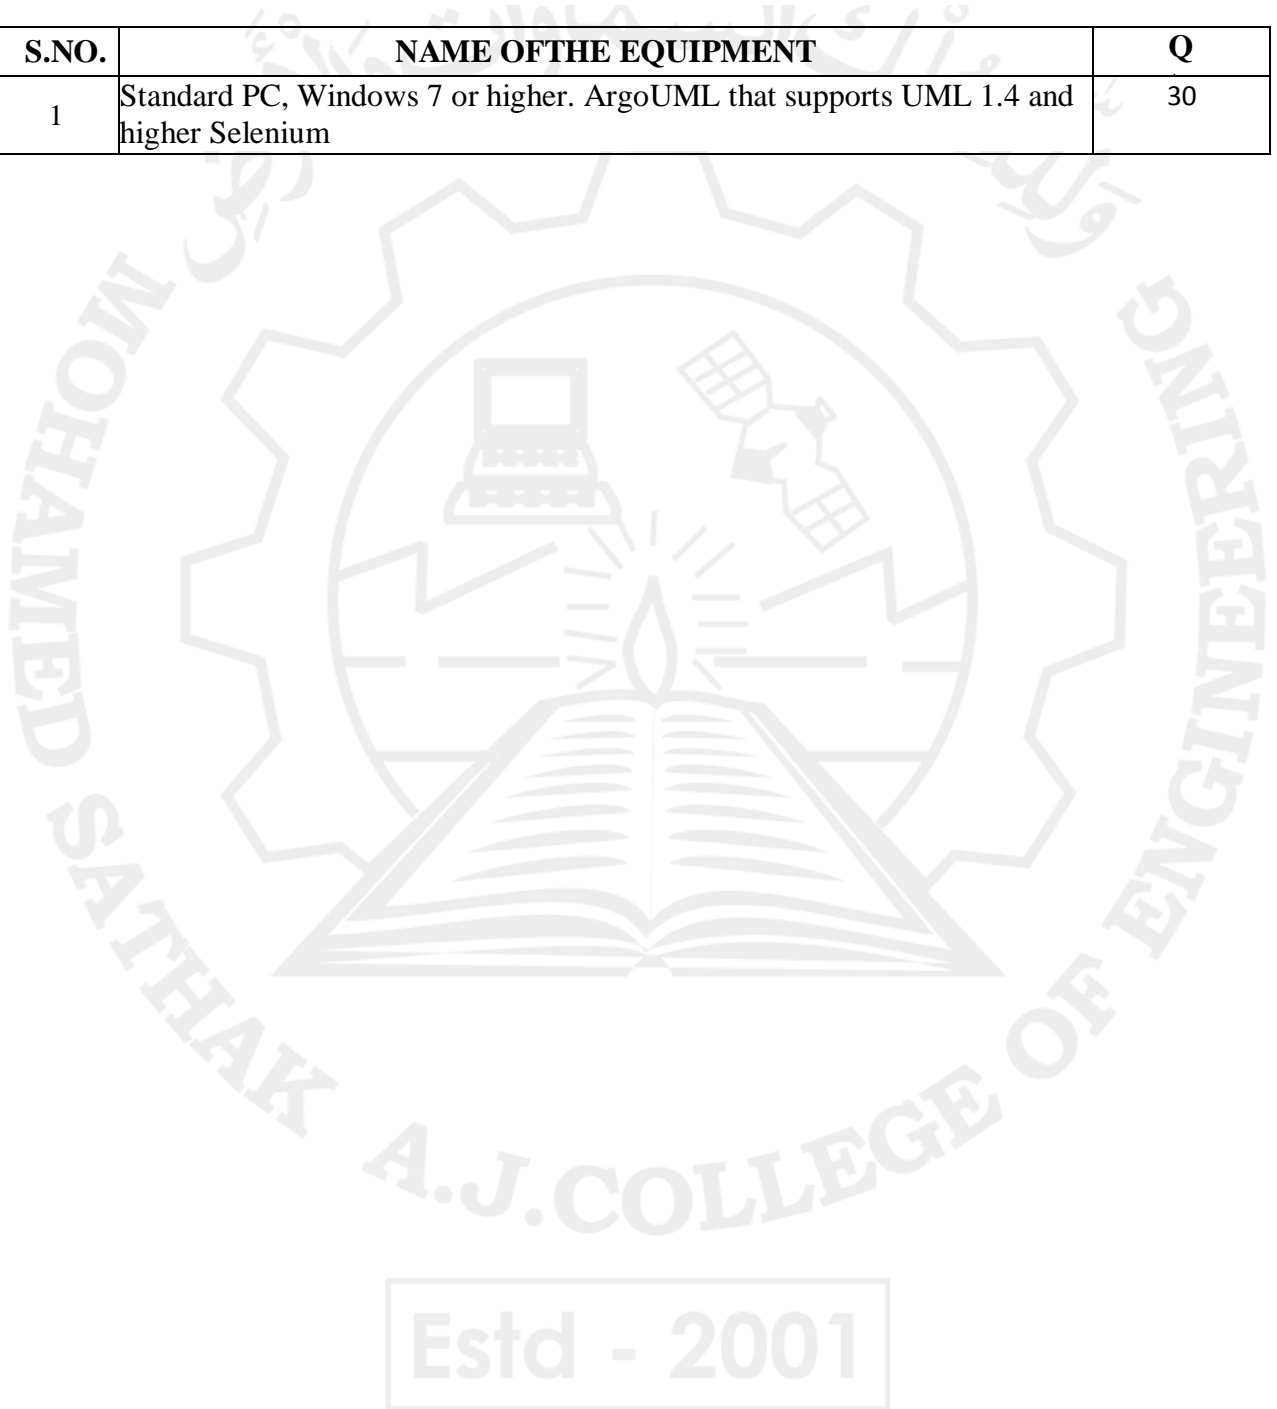 S.NO. NAME OFTHE EQUIPMENT Q
1 Standard PC, Windows 7 or higher. ArgoUML that supports UML 1.4 and 30
higher Selenium
MOHAMED SATHAK A.J.COLLEGE OF ENGINEERING
Estd - 2001